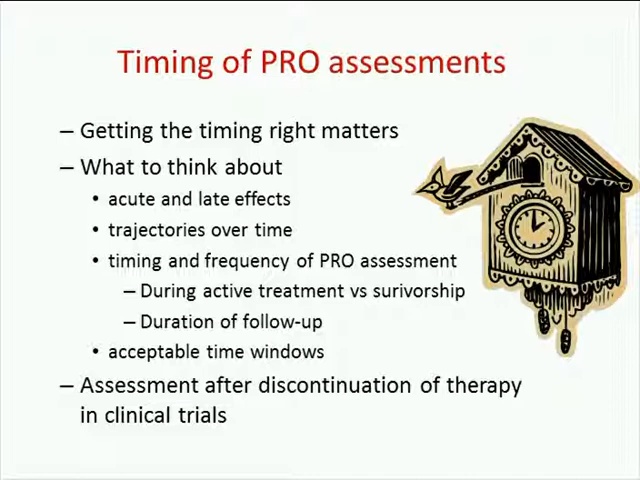 Timing of PRO assessments
– Getting the timing right matters
– What to think about
• acute and late effects
• trajectories over time
• timing and frequency of PRO assessment
– During active treatment vs surivorship
– Duration of follow-up
• acceptable time windows
– Assessment after discontinuation of therapy
in clinical trials